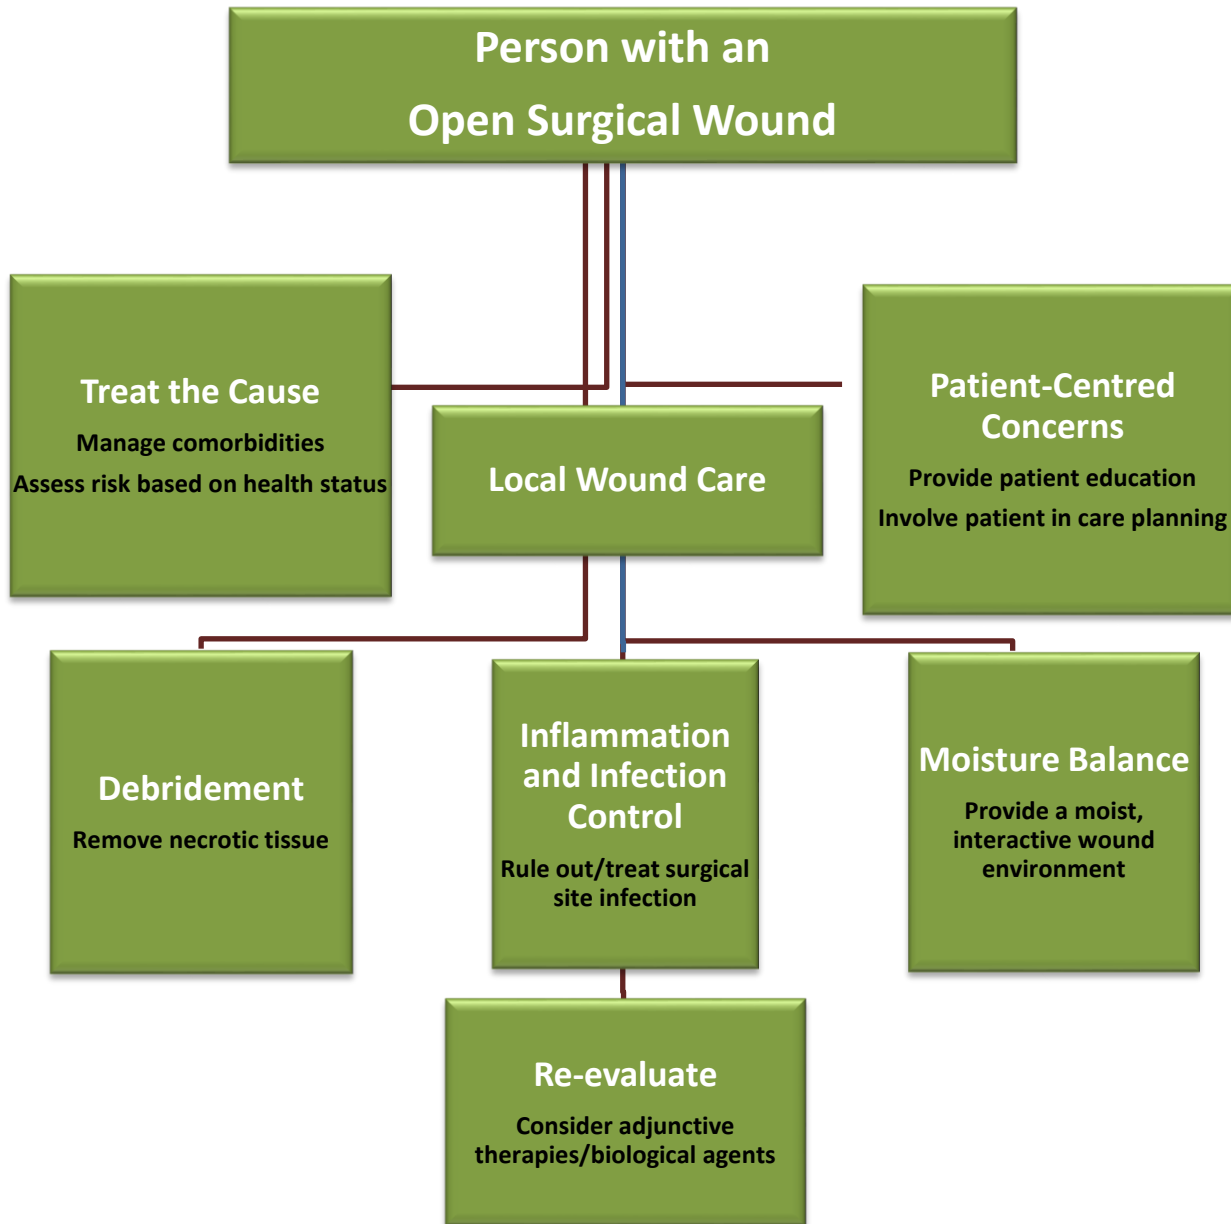 Person with an
Open Surgical Wound
Treat the Cause
Manage comorbidities
Assess risk based on health status
Local Wound Care
Patient-Centred
Concerns
Provide patient education
Involve patient in care planning
Debridement
Remove necrotic tissue
Inflammation
and Infection
Control
Rule out/treat surgical
site infection
Moisture Balance
Provide a moist,
interactive wound
environment
Re-evaluate
Consider adjunctive
therapies/biological agents